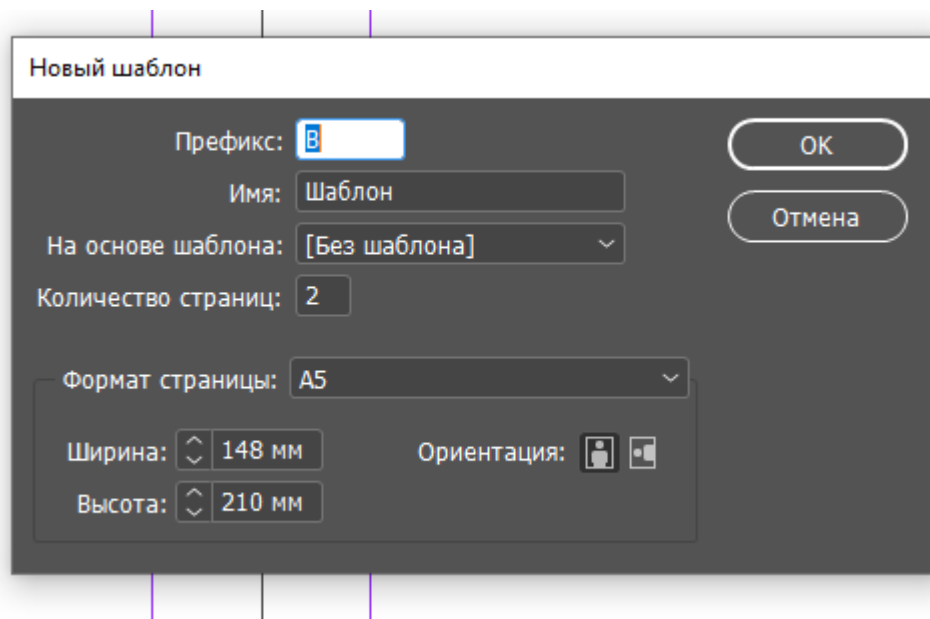 Новый шаблон
Префикс: B
OK
Имя: Шаблон
Отмена
На основе шаблона: [Без шаблона]
Количество страниц: 2
Формат страницы: A5
Ширина: 148 мм
Ориентация:
Высота: 210 мм